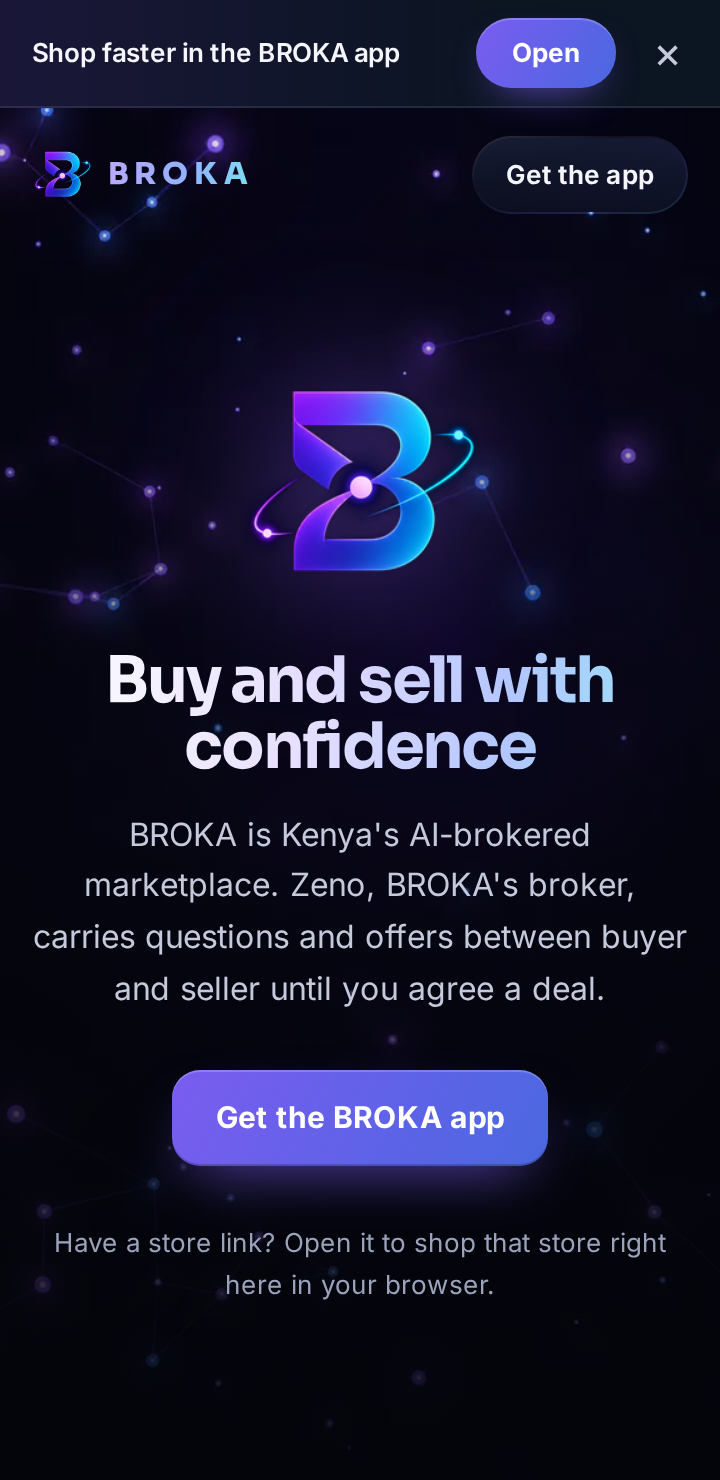 Shop faster in the BROKA app
Open
×
BROKA
Get the app
Buy and sell with
confidence
BROKA is Kenya's AI-brokered
marketplace. Zeno, BROKA's broker,
carries questions and offers between buyer
and seller until you agree a deal.
Get the BROKA app
Have a store link? Open it to shop that store right
here in your browser.